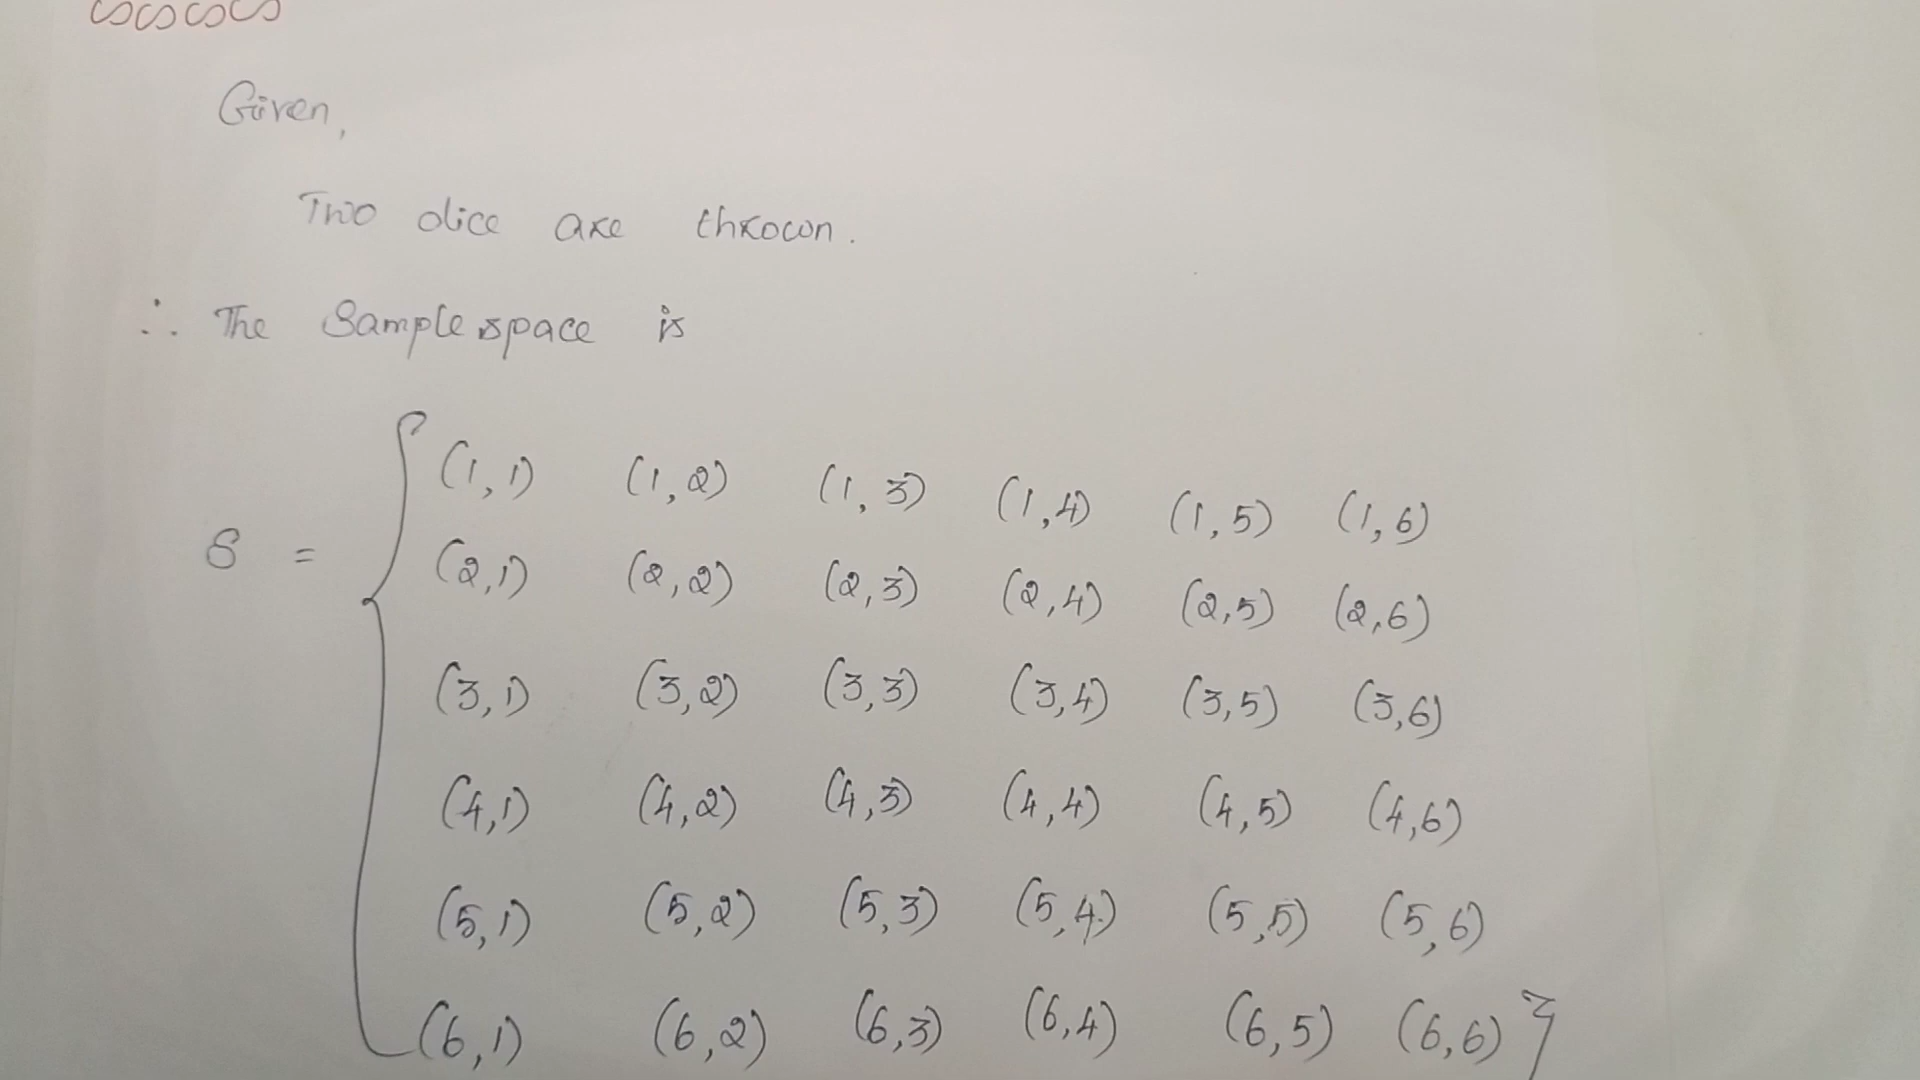 Given,
Two dice are thrown.
∴ The Sample space is
S = { (1,1) (1,2) (1,3) (1,4) (1,5) (1,6)
(2,1) (2,2) (2,3) (2,4) (2,5) (2,6)
(3,1) (3,2) (3,3) (3,4) (3,5) (3,6)
(4,1) (4,2) (4,3) (4,4) (4,5) (4,6)
(5,1) (5,2) (5,3) (5,4) (5,5) (5,6)
(6,1) (6,2) (6,3) (6,4) (6,5) (6,6) }